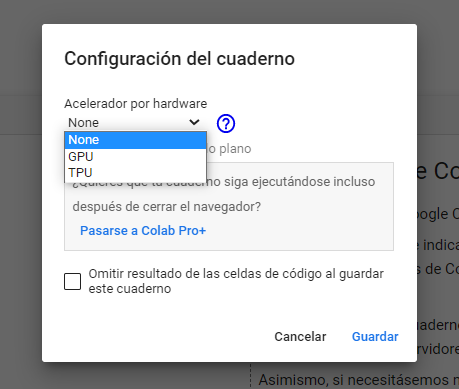 Configuración del cuaderno
Acelerador por hardware
None
?
None
GPU
TPU
o plano
¿Quieres que tu cuaderno siga ejecutándose incluso
después de cerrar el navegador?
Pasarse a Colab Pro+
Omitir resultado de las celdas de código al guardar
este cuaderno
Cancelar
Guardar
e Co
oogle C
indica
s de Co
uaderno
rvidore
Asimismo, si necesitásemos m